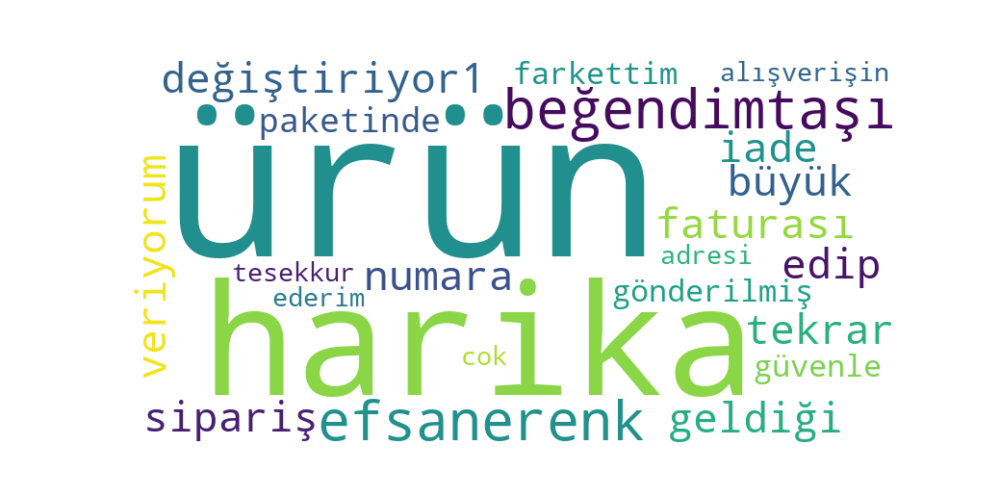 değiştiriyor1
farkettim
alışverişin
paketinde
beğendimtaşı
ürün
iade
büyük
veriyorum
faturası
adresi
edip
tesekkur
numara
ederim
gönderilmiş
harika
tekrar
cok
güvenle
sipariş
efsanerenk
geldiği